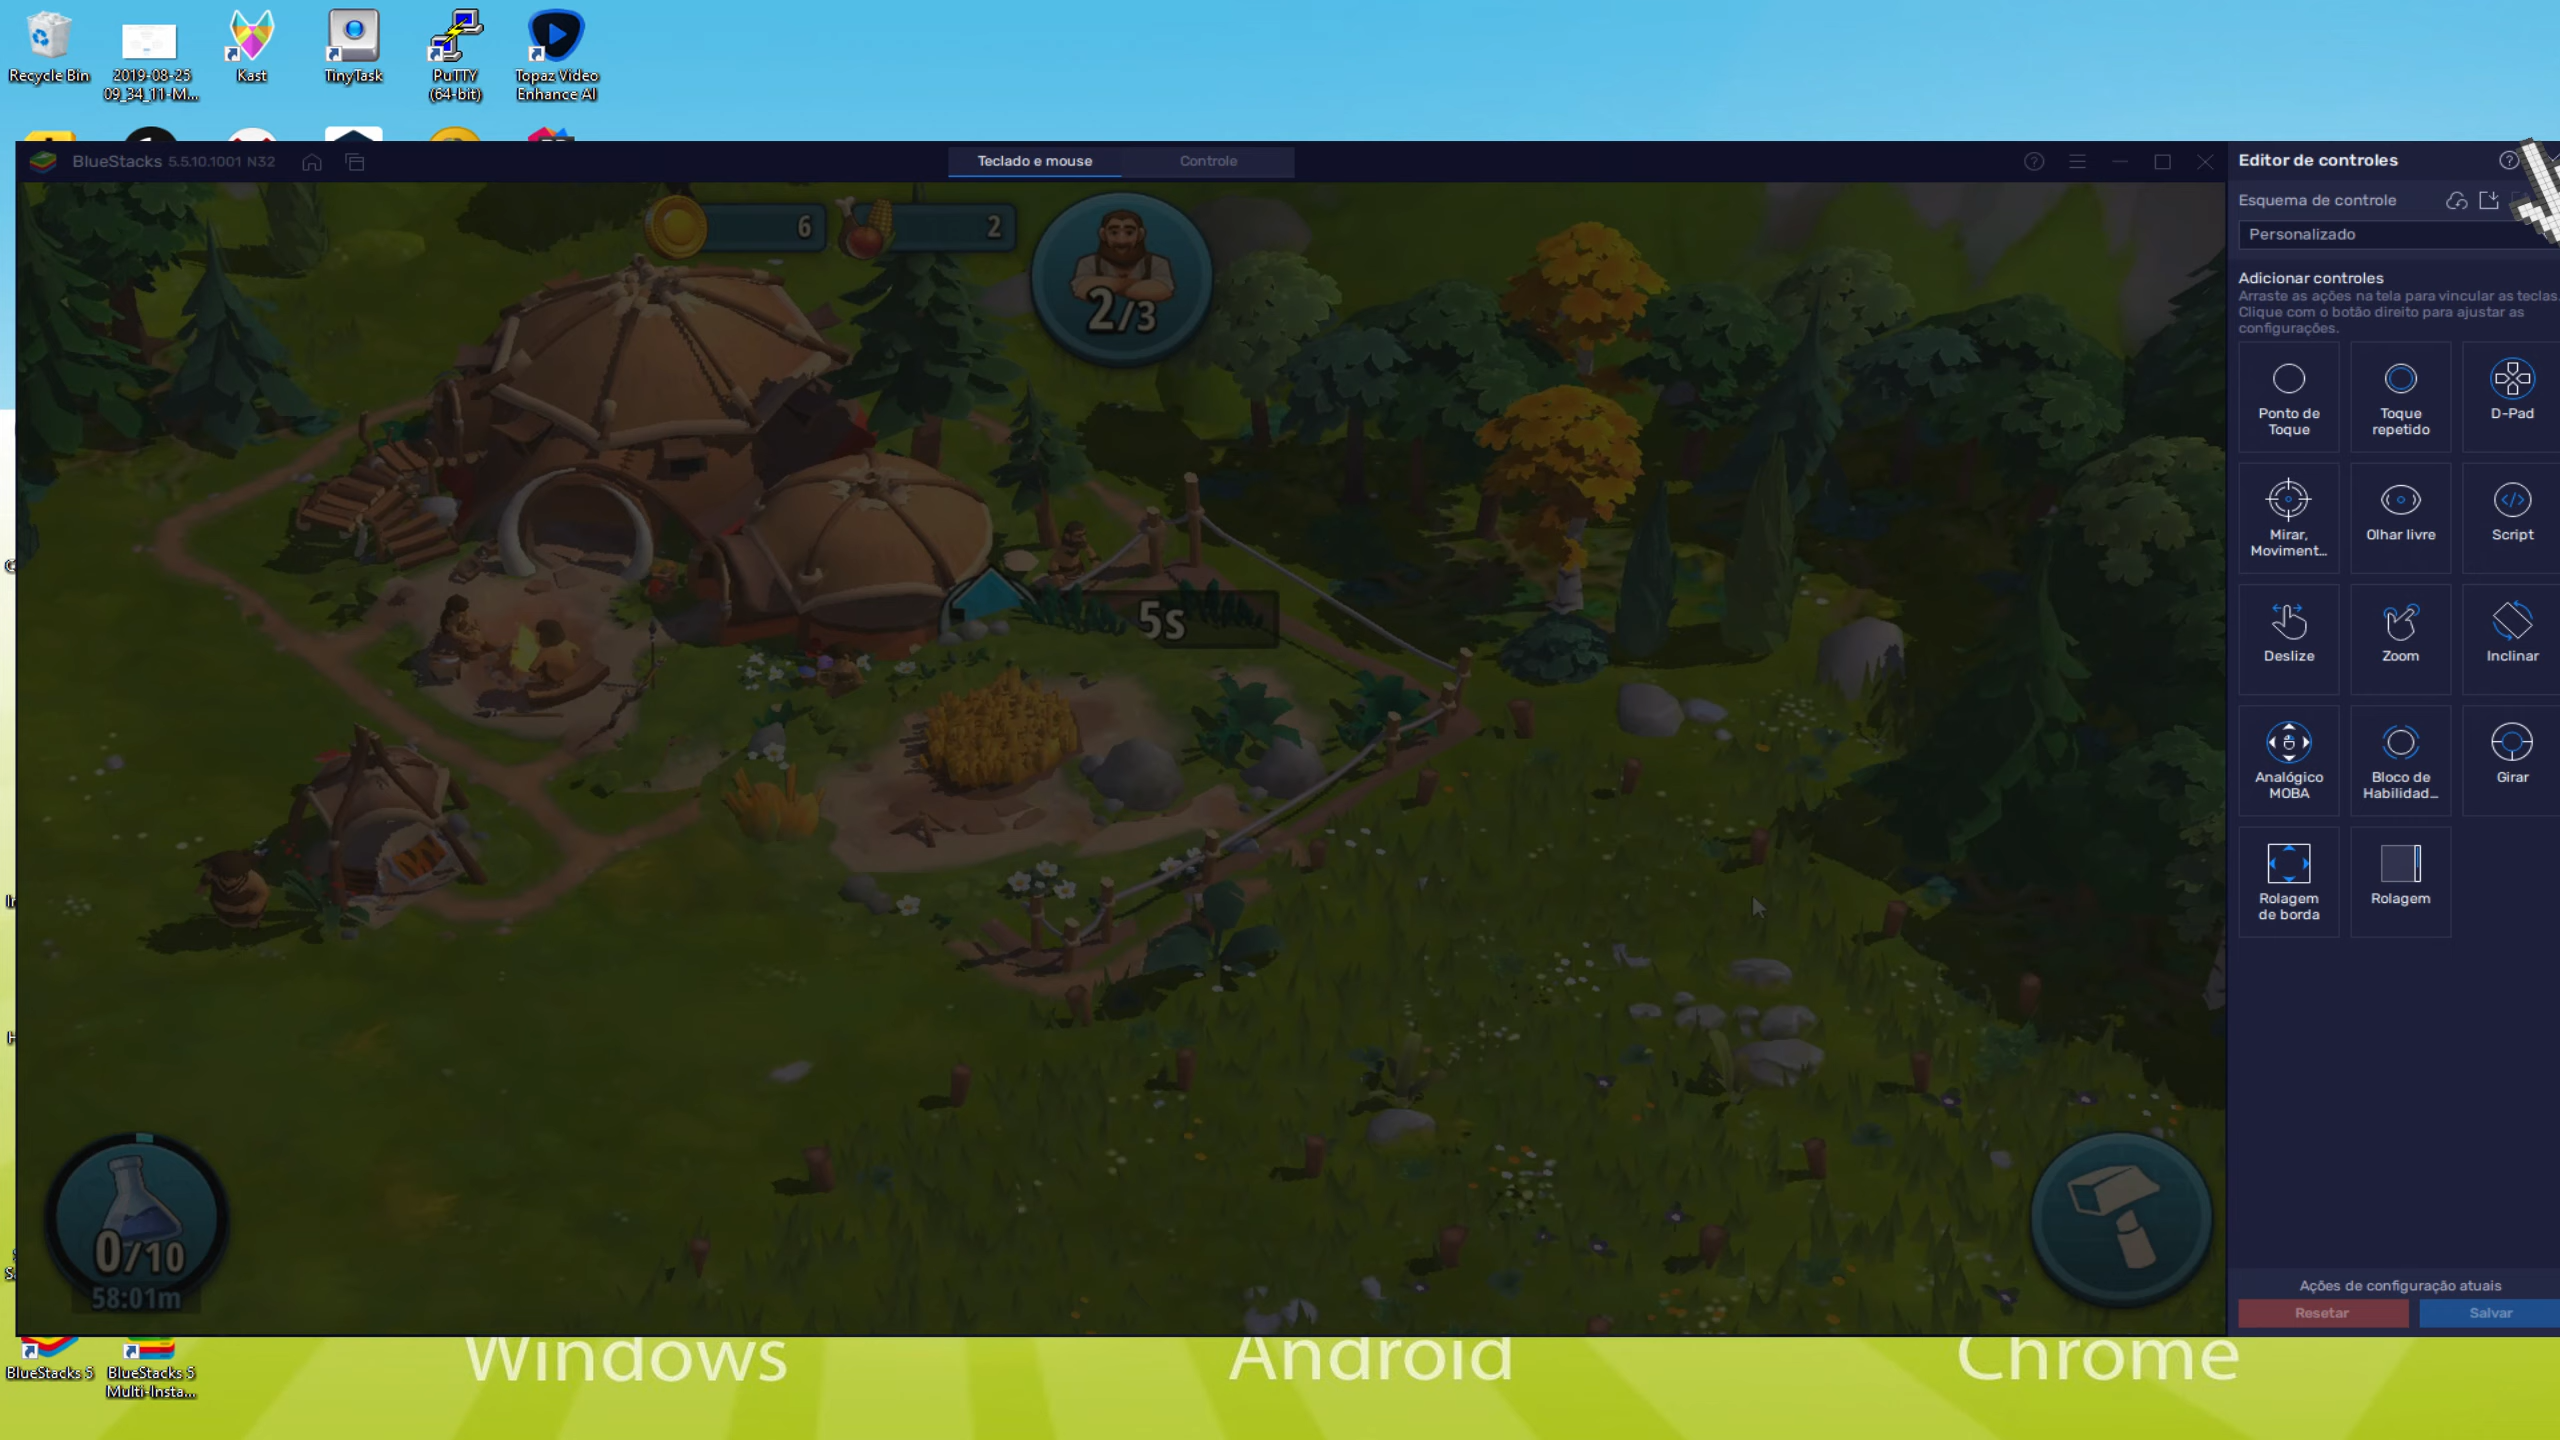 Recycle Bin
2019-08-25
09_34_11-M...
Kast
TinyTask
PuTTY
(64-bit)
Topaz Video
Enhance AI
BlueStacks 5.5.10.1001 N32
Teclado e mouse
Controle
6
2
2/3
5s
0/10
58:01m
Editor de controles
Esquema de controle
Personalizado
Adicionar controles
Arraste as ações na tela para vincular as teclas.
Clique com o botão direito para ajustar as
configurações.
Ponto de
Toque
Toque
repetido
D-Pad
Mirar,
Moviment...
Olhar livre
Script
Deslize
Zoom
Inclinar
Analógico
MOBA
Bloco de
Habilidad...
Girar
Rolagem
de borda
Rolagem
Ações de configuração atuais
Resetar
Salvar
BlueStacks 5
BlueStacks 5
Multi-Insta...
Windows
Android
Chrome